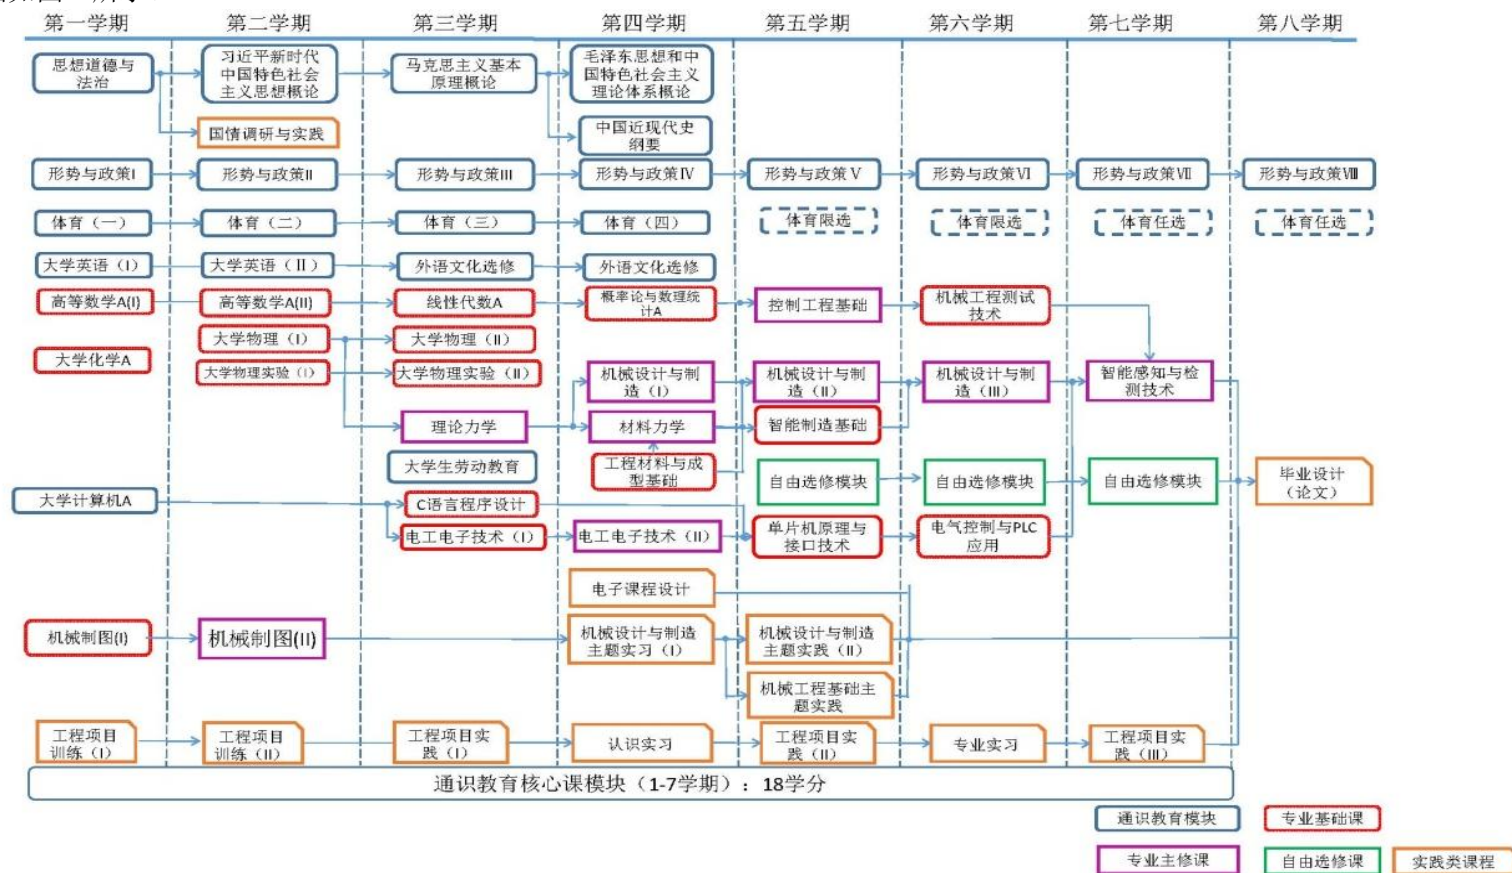 第一学期
第二学期
第三学期
第四学期
第五学期
第六学期
第七学期
第八学期
思想道德与
法治
习近平新时代
中国特色社会
主义思想概论
马克思主义基本
原理概论
毛泽东思想和中
国特色社会主义
理论体系概论
国情调研与实践
中国近现代史
纲要
形势与政策I
形势与政策II
形势与政策III
形势与政策IV
形势与政策V
形势与政策VI
形势与政策VII
形势与政策VIII
体育（一）
体育（二）
体育（三）
体育（四）
体育限选
体育限选
体育任选
体育任选
大学英语（I）
大学英语（II）
外语文化选修
外语文化选修
高等数学A(I)
高等数学A(II)
线性代数A
概率论与数理统
计A
控制工程基础
机械工程测试
技术
大学物理（I）
大学物理（II）
大学化学A
大学物理实验（I）
大学物理实验（II）
机械设计与制
造（I）
机械设计与制
造（II）
机械设计与制
造（III）
智能感知与检
测技术
理论力学
材料力学
智能制造基础
大学生劳动教育
工程材料与成
型基础
自由选修模块
自由选修模块
自由选修模块
毕业设计
（论文）
大学计算机A
C语言程序设计
电工电子技术（I）
电工电子技术（II）
单片机原理与
接口技术
电气控制与PLC
应用
电子课程设计
机械制图(I)
机械制图(II)
机械设计与制造
主题实习（I）
机械设计与制造
主题实践（II）
机械工程基础主
题实践
工程项目
训练（I）
工程项目
训练（II）
工程项目实
践（I）
认识实习
工程项目实
践（II）
专业实习
工程项目实
践（III）
通识教育核心课模块（1-7学期）：18学分
通识教育模块
专业基础课
专业主修课
自由选修课
实践类课程